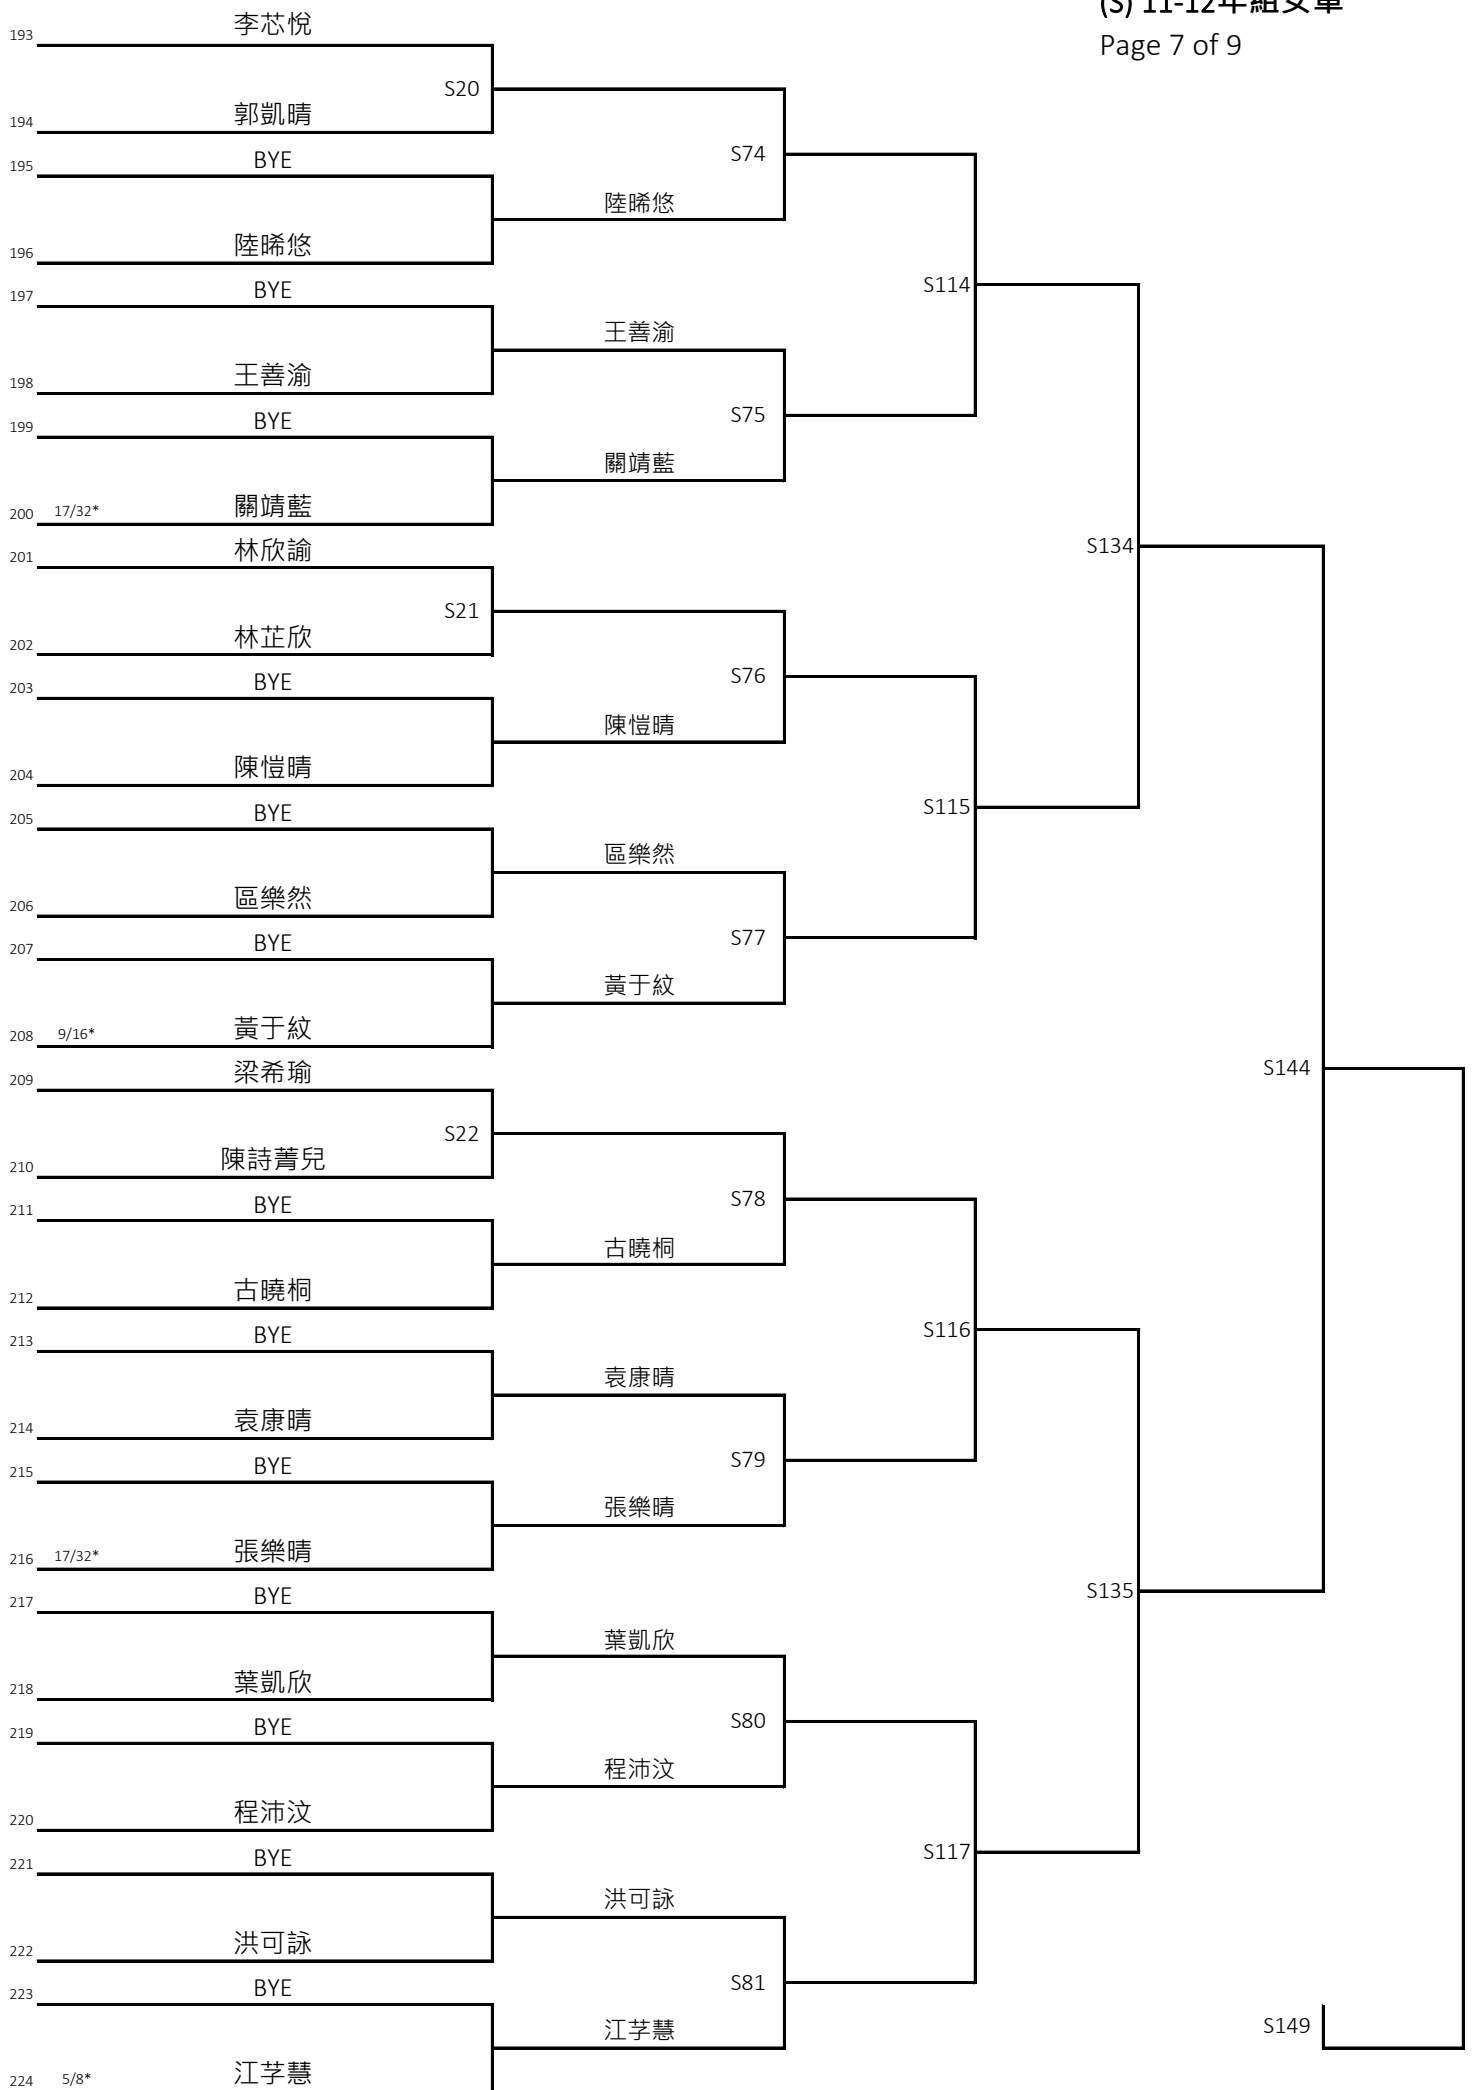 (S) 11-12年組女單
Page 7 of 9
193 李芯悅
S20
194 郭凱晴
195 BYE
S74
陸晞悠
196 陸晞悠
197 BYE
S114
王善渝
198 王善渝
199 BYE
S75
關靖藍
200 17/32* 關靖藍
201 林欣諭
S134
S21
202 林芷欣
203 BYE
S76
陳愷晴
204 陳愷晴
205 BYE
S115
區樂然
206 區樂然
207 BYE
S77
黃于紋
208 9/16* 黃于紋
209 梁希瑜
S144
S22
210 陳詩菁兒
211 BYE
S78
古曉桐
212 古曉桐
213 BYE
S116
袁康晴
214 袁康晴
215 BYE
S79
張樂晴
216 17/32* 張樂晴
217 BYE
S135
葉凱欣
218 葉凱欣
219 BYE
S80
程沛汶
220 程沛汶
221 BYE
S117
洪可詠
222 洪可詠
223 BYE
S81
江芓慧
S149
224 5/8* 江芓慧